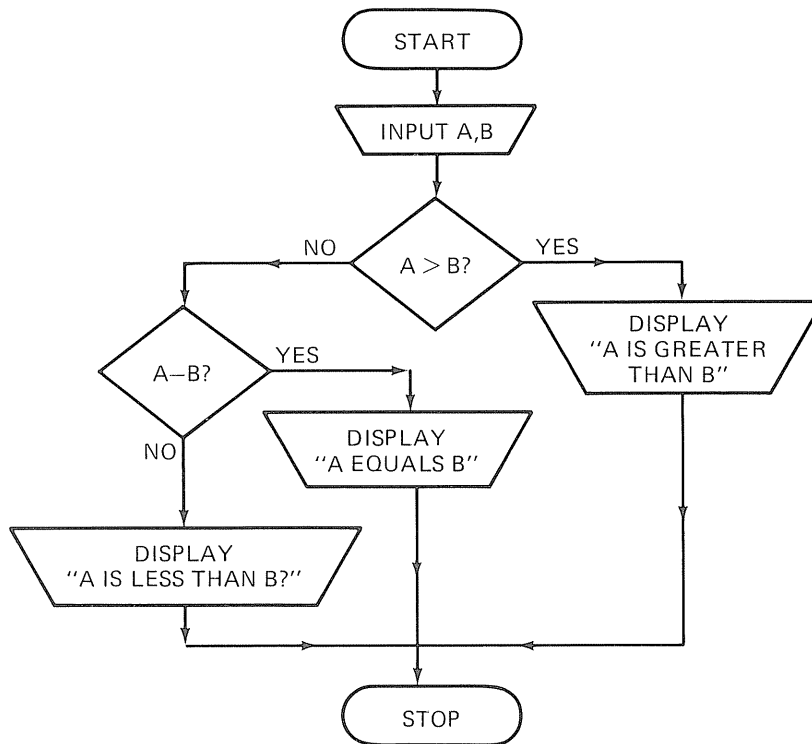 START
INPUT A,B
NO
A > B?
YES
DISPLAY
"A IS GREATER
THAN B"
A–B?
YES
NO
DISPLAY
"A EQUALS B"
DISPLAY
"A IS LESS THAN B?"
STOP